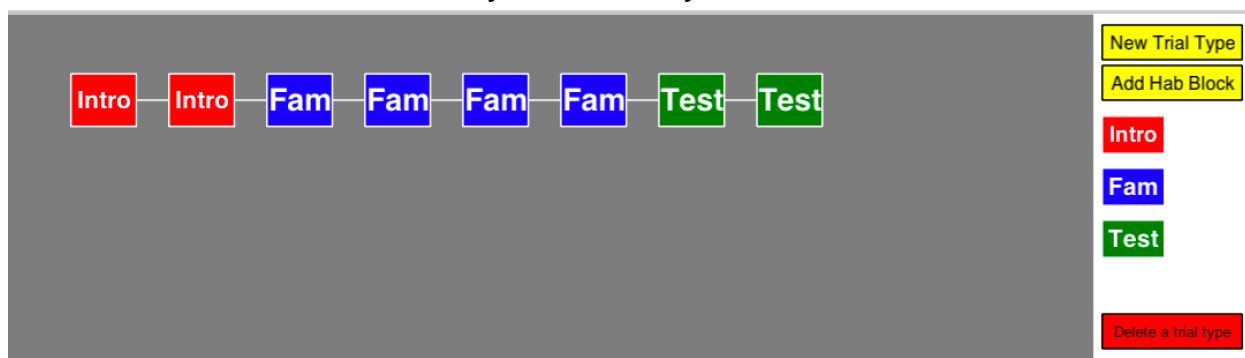 New Trial Type
Add Hab Block
Intro Intro Fam Fam Fam Fam Test Test
Intro
Fam
Test
Delete a trial type